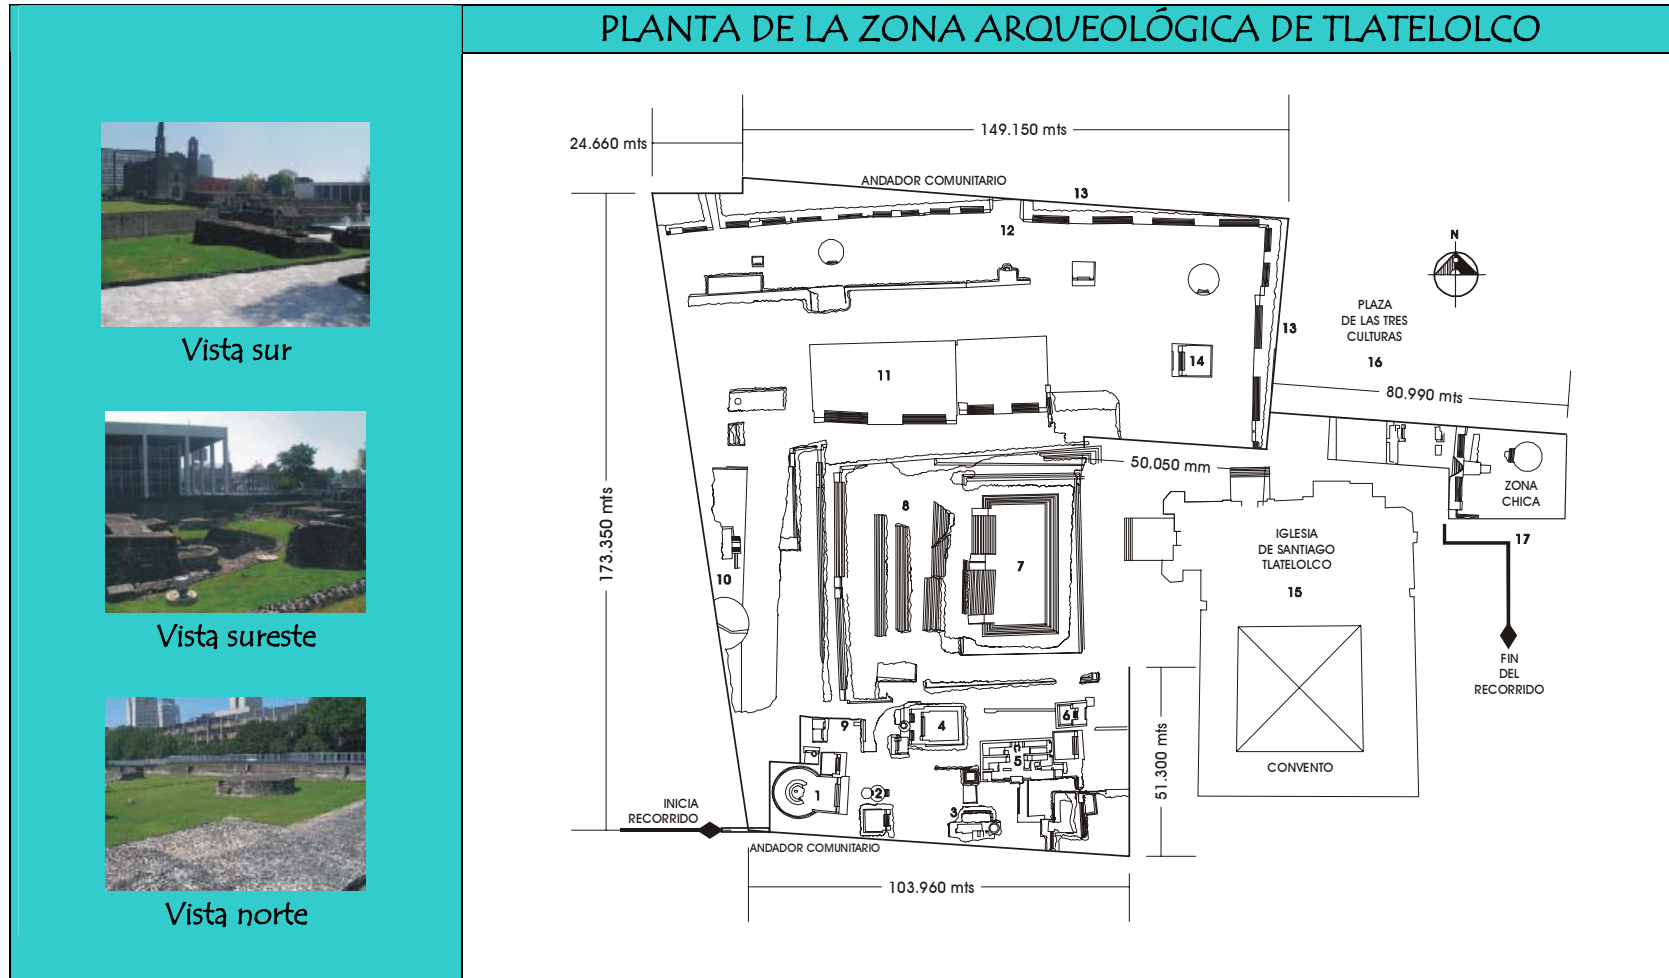 PLANTA DE LA ZONA ARQUEOLÓGICA DE TLATELOLCO
Vista sur
Vista sureste
Vista norte
149.150 mts
24.660 mts
ANDADOR COMUNITARIO
13
12
N
PLAZA
DE LAS TRES
CULTURAS
16
13
14
11
80.990 mts
50,050 mm
ZONA
CHICA
17
8
7
IGLESIA
DE SANTIAGO
TLATELOLCO
15
173.350 mts
10
FIN
DEL
RECORRIDO
6
9
4
5
51.300 mts
CONVENTO
1
2
3
INICIA
RECORRIDO
ANDADOR COMUNITARIO
103.960 mts